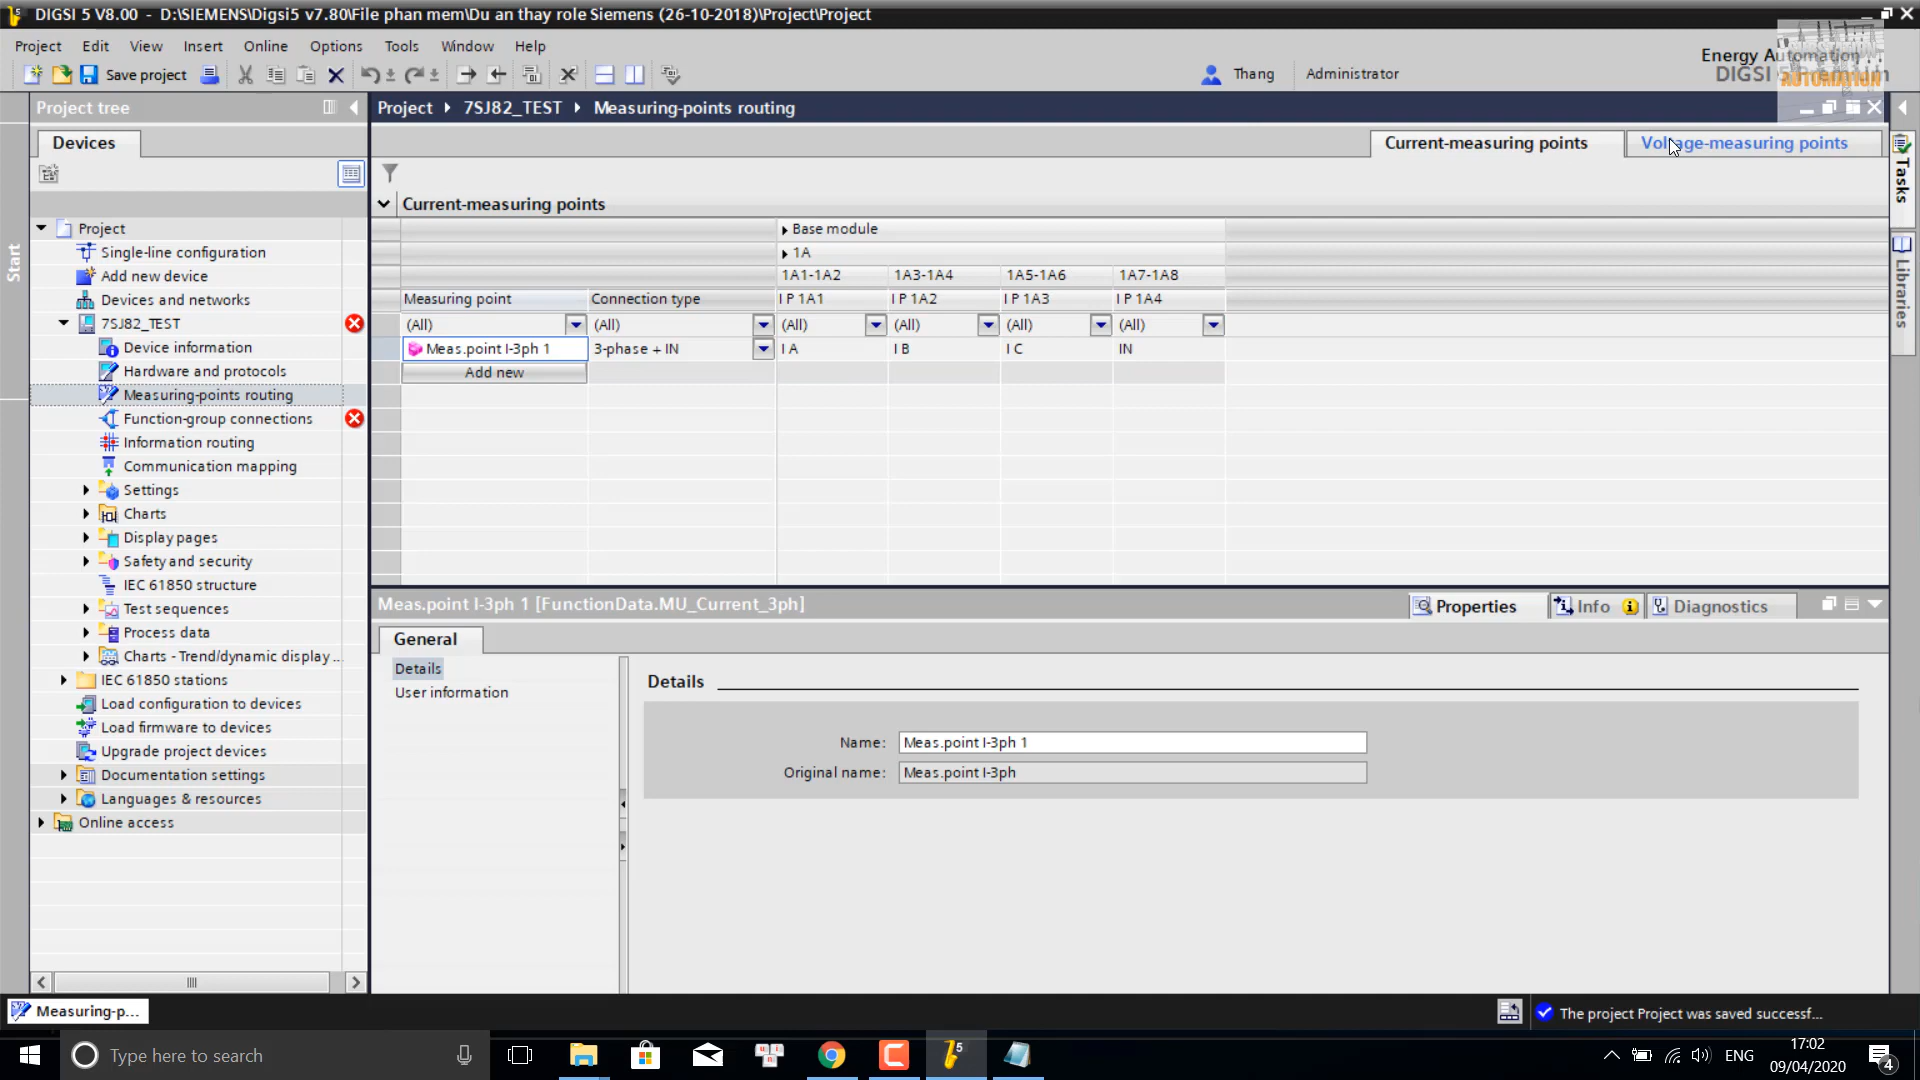 DIGSI 5 V8.00 - D:\SIEMENS\Digsi5 v7.80\File phan mem\Du an thay role Siemens (26-10-2018)\Project\Project
Project Edit View Insert Online Options Tools Window Help
Energy Automation
DIGSI 5 Premium
AUTOMATION
Save project
Thang Administrator
Project tree
Project 7SJ82_TEST Measuring-points routing
Devices
Current-measuring points Voltage-measuring points
Start
Tasks
Libraries
Project
Single-line configuration
Add new device
Devices and networks
7SJ82_TEST
Device information
Hardware and protocols
Measuring-points routing
Function-group connections
Information routing
Communication mapping
Settings
Charts
Display pages
Safety and security
IEC 61850 structure
Test sequences
Process data
Charts - Trend/dynamic display ...
IEC 61850 stations
Load configuration to devices
Load firmware to devices
Upgrade project devices
Documentation settings
Languages & resources
Online access
Current-measuring points
Base module
1A
1A1-1A2 1A3-1A4 1A5-1A6 1A7-1A8
Measuring point Connection type I P 1A1 I P 1A2 I P 1A3 I P 1A4
(All) (All) (All) (All) (All) (All)
Meas.point I-3ph 1 3-phase + IN I A I B I C IN
Add new
Meas.point I-3ph 1 [FunctionData.MU_Current_3ph]
Properties Info Diagnostics
General
Details
User information
Details
Name: Meas.point I-3ph 1
Original name: Meas.point I-3ph
Measuring-p...
The project Project was saved successf...
Type here to search
ENG
17:02
09/04/2020
4